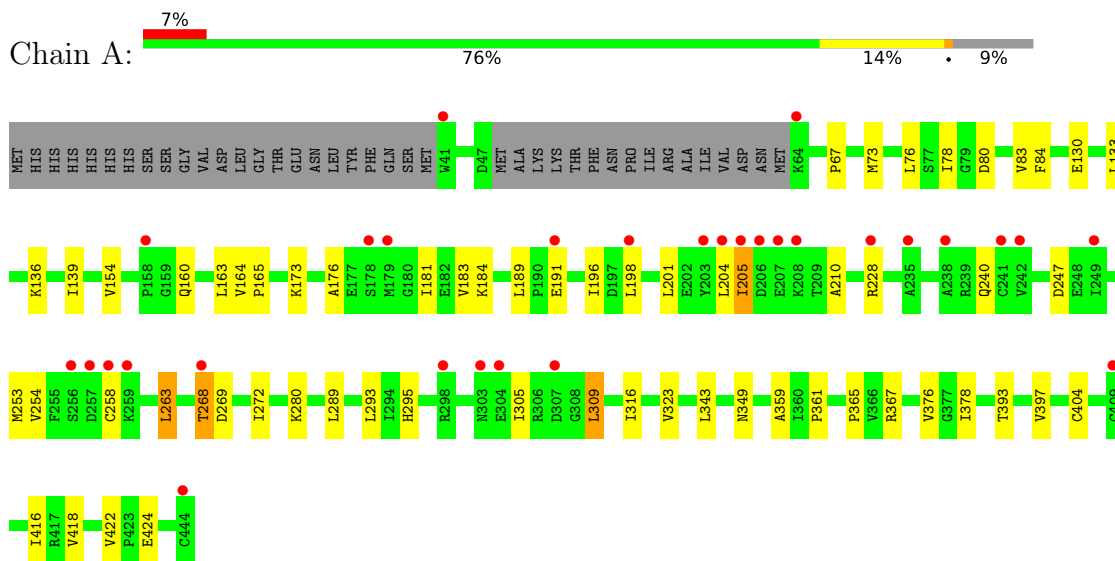 7%
Chain A:
76% 14% • 9%
MET HIS HIS HIS HIS HIS HIS SER SER GLY VAL ASP LEU GLY THR GLU ASN LEU TYR PHE GLN SER MET W41 D47 MET ALA LYS LYS THR PHE ASN PRO ILE ARG ALA ILE VAL ASP ASN MET K64 P67 M73 L76 S77 I78 G79 D80 V83 F84 E130 L133
K136 I139 V154 P158 G159 Q160 L163 V164 P165 K173 A176 E177 S178 M179 G180 I181 E182 V183 K184 L189 P190 E191 I196 D197 L198 L201 E202 Y203 L204 I205 D206 E207 K208 T209 A210 R228 A235 A238 R239 Q240 C241 V242 D247 E248 I249
M253 V254 F255 S256 D257 C258 K259 L263 T268 D269 I272 K280 L289 L293 I294 H295 R298 N303 E304 I305 R306 D307 G308 L309 I316 V323 L343 N349 A359 I360 P361 P365 V366 R367 V376 G377 I378 T393 V397 C404 C409
I416 R417 V418 V422 P423 E424 C444